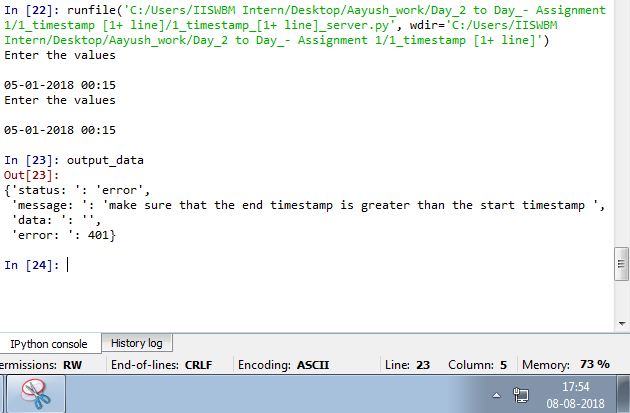 In [22]: runfile('C:/Users/IISWBM Intern/Desktop/Aayush_work/Day_2 to Day_- Assignment
1/1_timestamp [1+ line]/1_timestamp_[1+ line]_server.py', wdir='C:/Users/IISWBM
Intern/Desktop/Aayush_work/Day_2 to Day_- Assignment 1/1_timestamp [1+ line]')
Enter the values
05-01-2018 00:15
Enter the values
05-01-2018 00:15
In [23]: output_data
Out[23]:
{'status: ': 'error',
'message: ': 'make sure that the end timestamp is greater than the start timestamp ',
'data: ': '',
'error: ': 401}
In [24]:
IPython console History log
ermissions: RW End-of-lines: CRLF Encoding: ASCII Line: 23 Column: 5 Memory: 73 %
17:54
08-08-2018